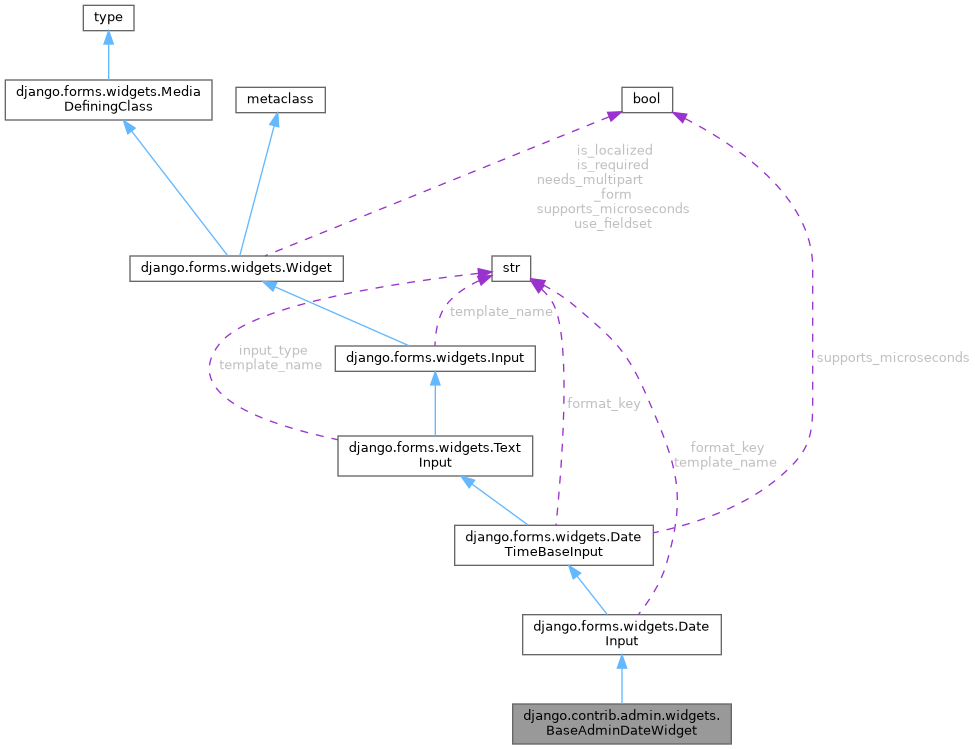 type
django.forms.widgets.Media
DefiningClass
metaclass
bool
is_localized
is_required
needs_multipart
_form
supports_microseconds
use_fieldset
django.forms.widgets.Widget
str
template_name
input_type
template_name
django.forms.widgets.Input
supports_microseconds
format_key
django.forms.widgets.Text
Input
format_key
template_name
django.forms.widgets.Date
TimeBaseInput
django.forms.widgets.Date
Input
django.contrib.admin.widgets.
BaseAdminDateWidget